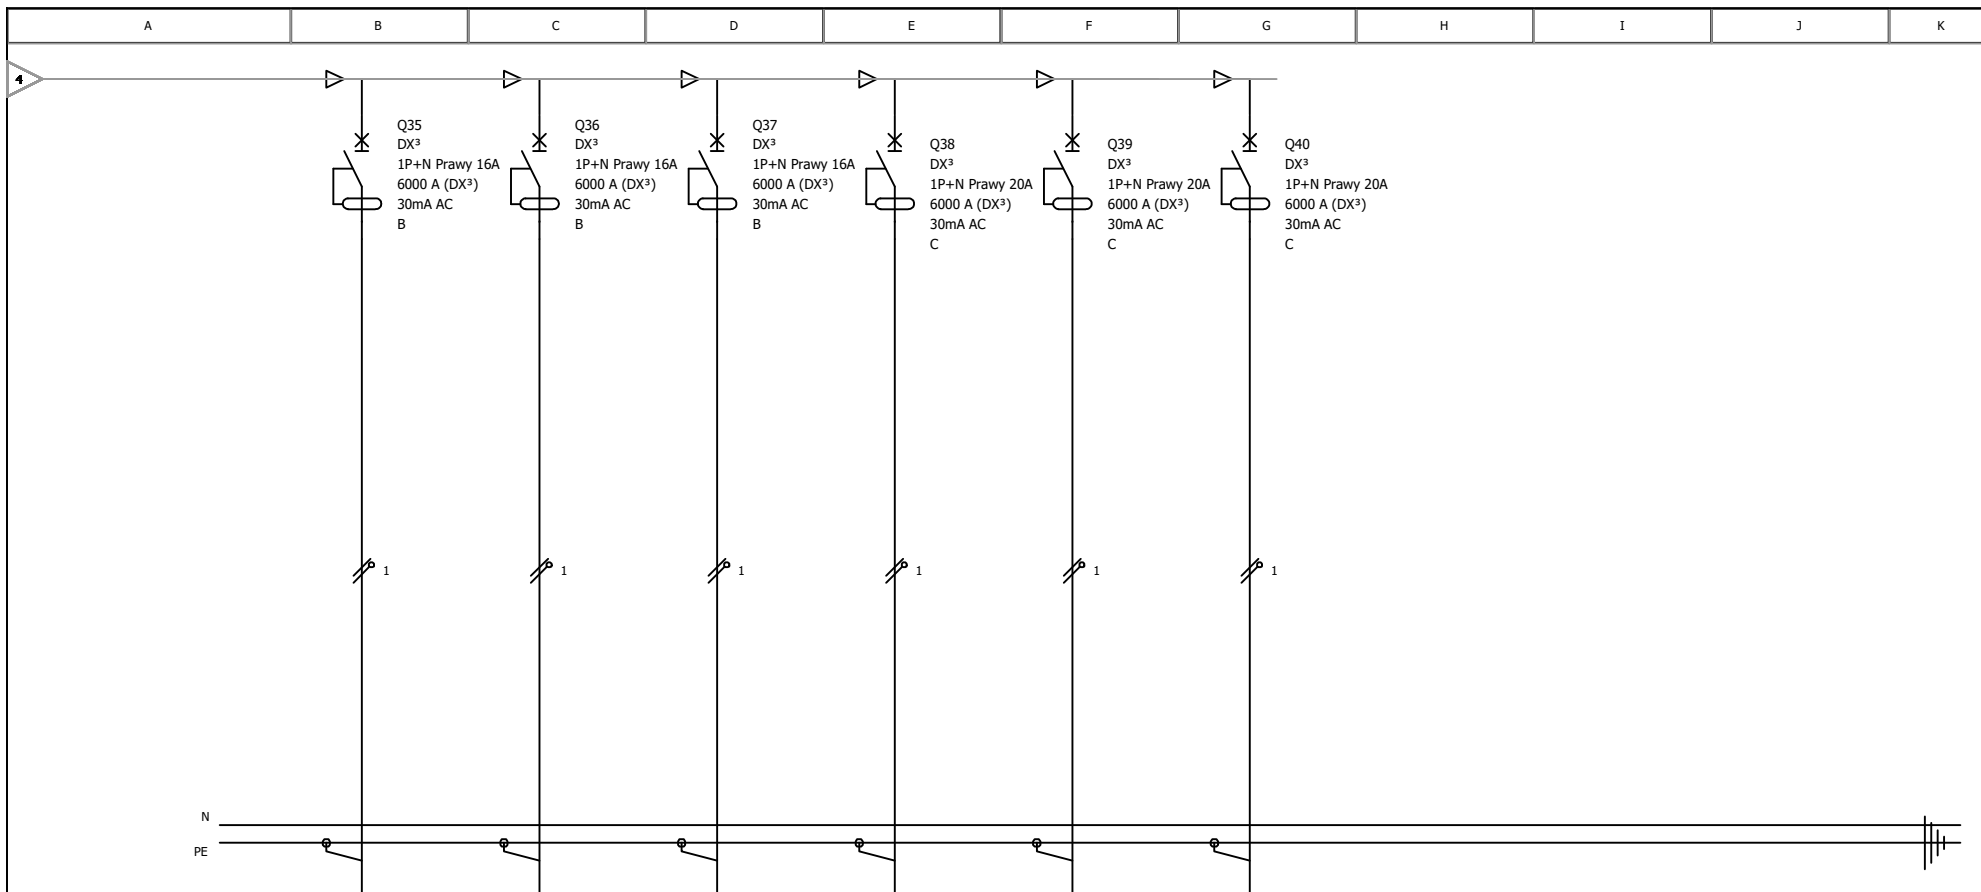 A B C D E F G H I J K
4
Q35
DX³
1P+N Prawy 16A
6000 A (DX³)
30mA AC
B
Q36
DX³
1P+N Prawy 16A
6000 A (DX³)
30mA AC
B
Q37
DX³
1P+N Prawy 16A
6000 A (DX³)
30mA AC
B
Q38
DX³
1P+N Prawy 20A
6000 A (DX³)
30mA AC
C
Q39
DX³
1P+N Prawy 20A
6000 A (DX³)
30mA AC
C
Q40
DX³
1P+N Prawy 20A
6000 A (DX³)
30mA AC
C
1 1 1 1 1 1
N
PE